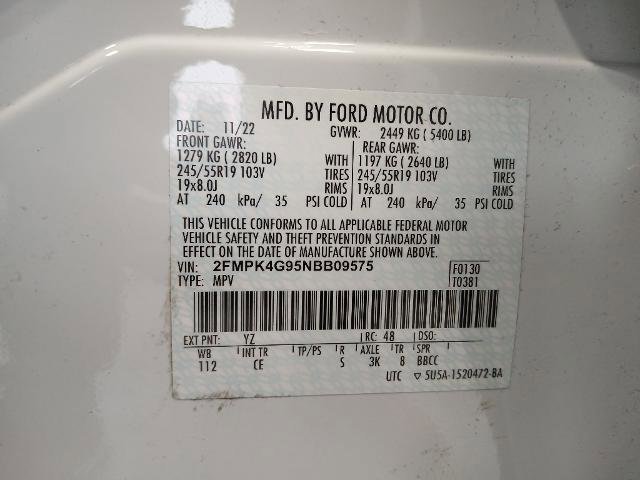 MFD. BY FORD MOTOR CO.
DATE: 11/22 GVWR: 2449 KG ( 5400 LB)
FRONT GAWR: REAR GAWR:
1279 KG ( 2820 LB) WITH 1197 KG ( 2640 LB) WITH
245/55R19 103V TIRES 245/55R19 103V TIRES
19x8.0J RIMS 19x8.0J RIMS
AT 240 kPa/ 35 PSI COLD AT 240 kPa/ 35 PSI COLD
THIS VEHICLE CONFORMS TO ALL APPLICABLE FEDERAL MOTOR
VEHICLE SAFETY AND THEFT PREVENTION STANDARDS IN
EFFECT ON THE DATE OF MANUFACTURE SHOWN ABOVE.
VIN: 2FMPK4G95NBB09575 F0130
TYPE: MPV T0381
EXT PNT: YZ RC: 48 DSO:
WB INT TR TP/PS R AXLE TR SPR
112 CE S 3K 8 BBCC
UTC ▽ 5U5A-1520472-BA